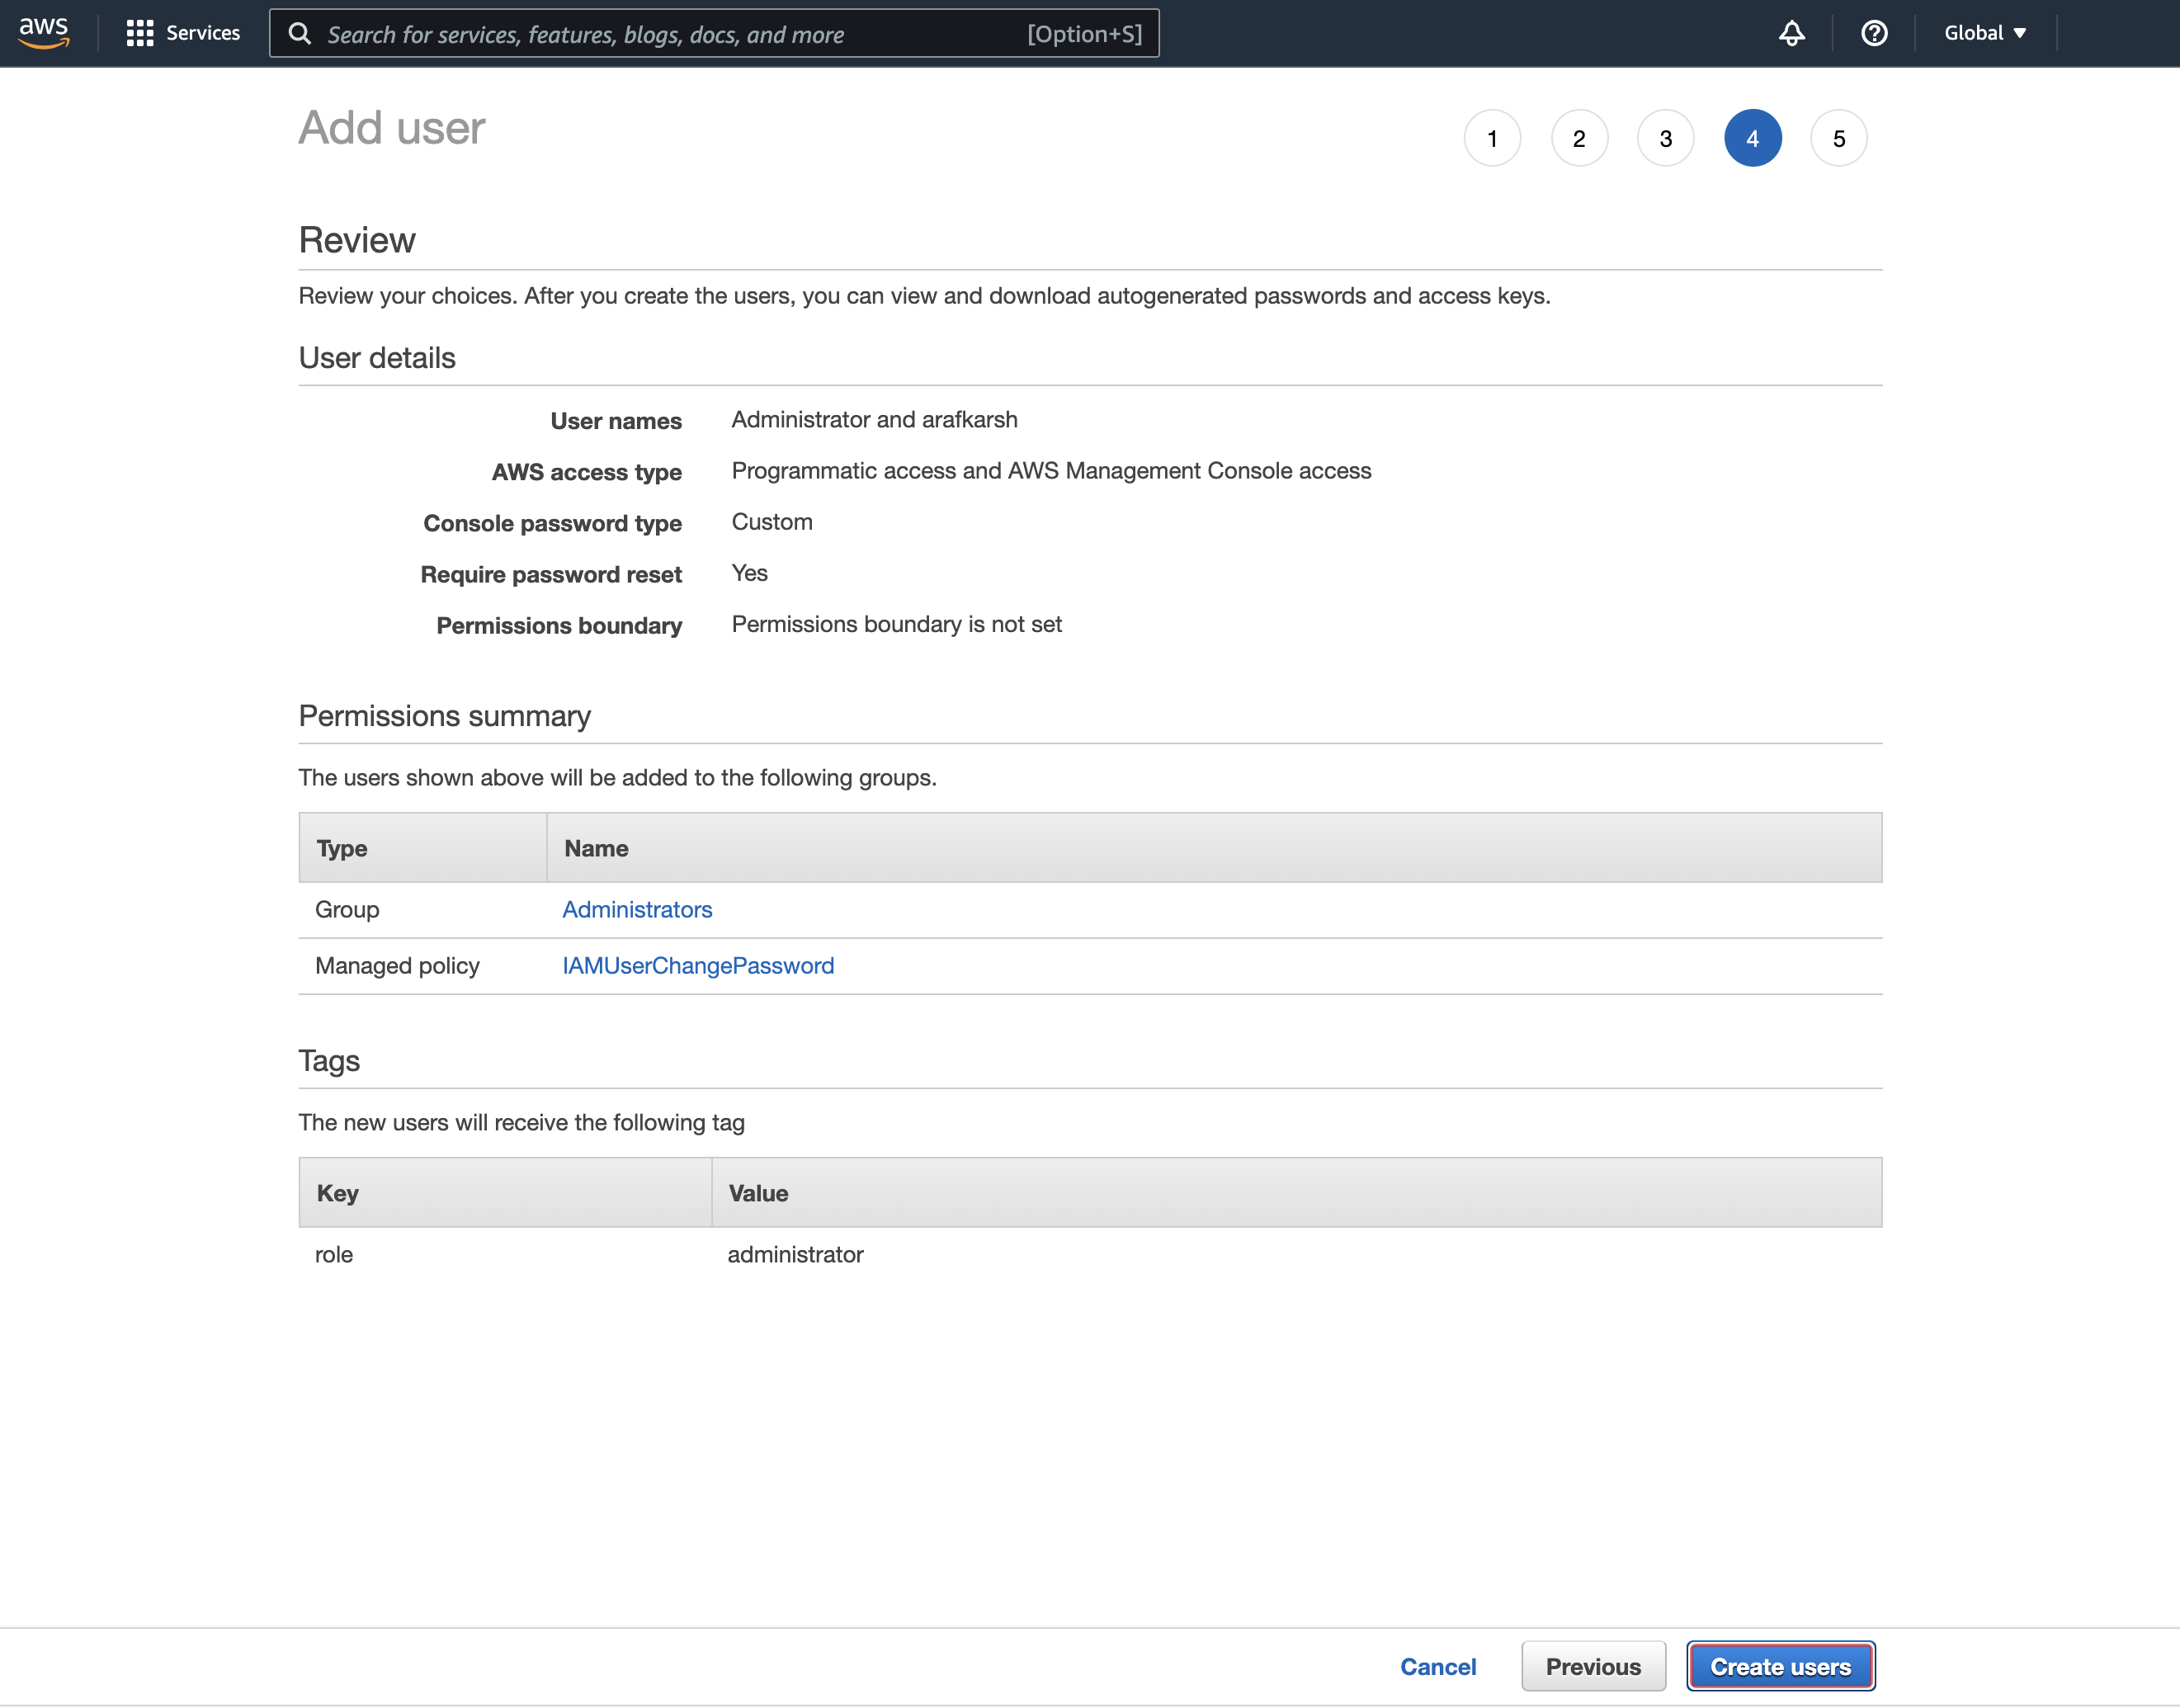 aws Services Search for services, features, blogs, docs, and more [Option+S] Global
Add user 1 2 3 4 5
Review
Review your choices. After you create the users, you can view and download autogenerated passwords and access keys.
User details
User names Administrator and arafkarsh
AWS access type Programmatic access and AWS Management Console access
Console password type Custom
Require password reset Yes
Permissions boundary Permissions boundary is not set
Permissions summary
The users shown above will be added to the following groups.
Type Name
Group Administrators
Managed policy IAMUserChangePassword
Tags
The new users will receive the following tag
Key Value
role administrator
Cancel Previous Create users